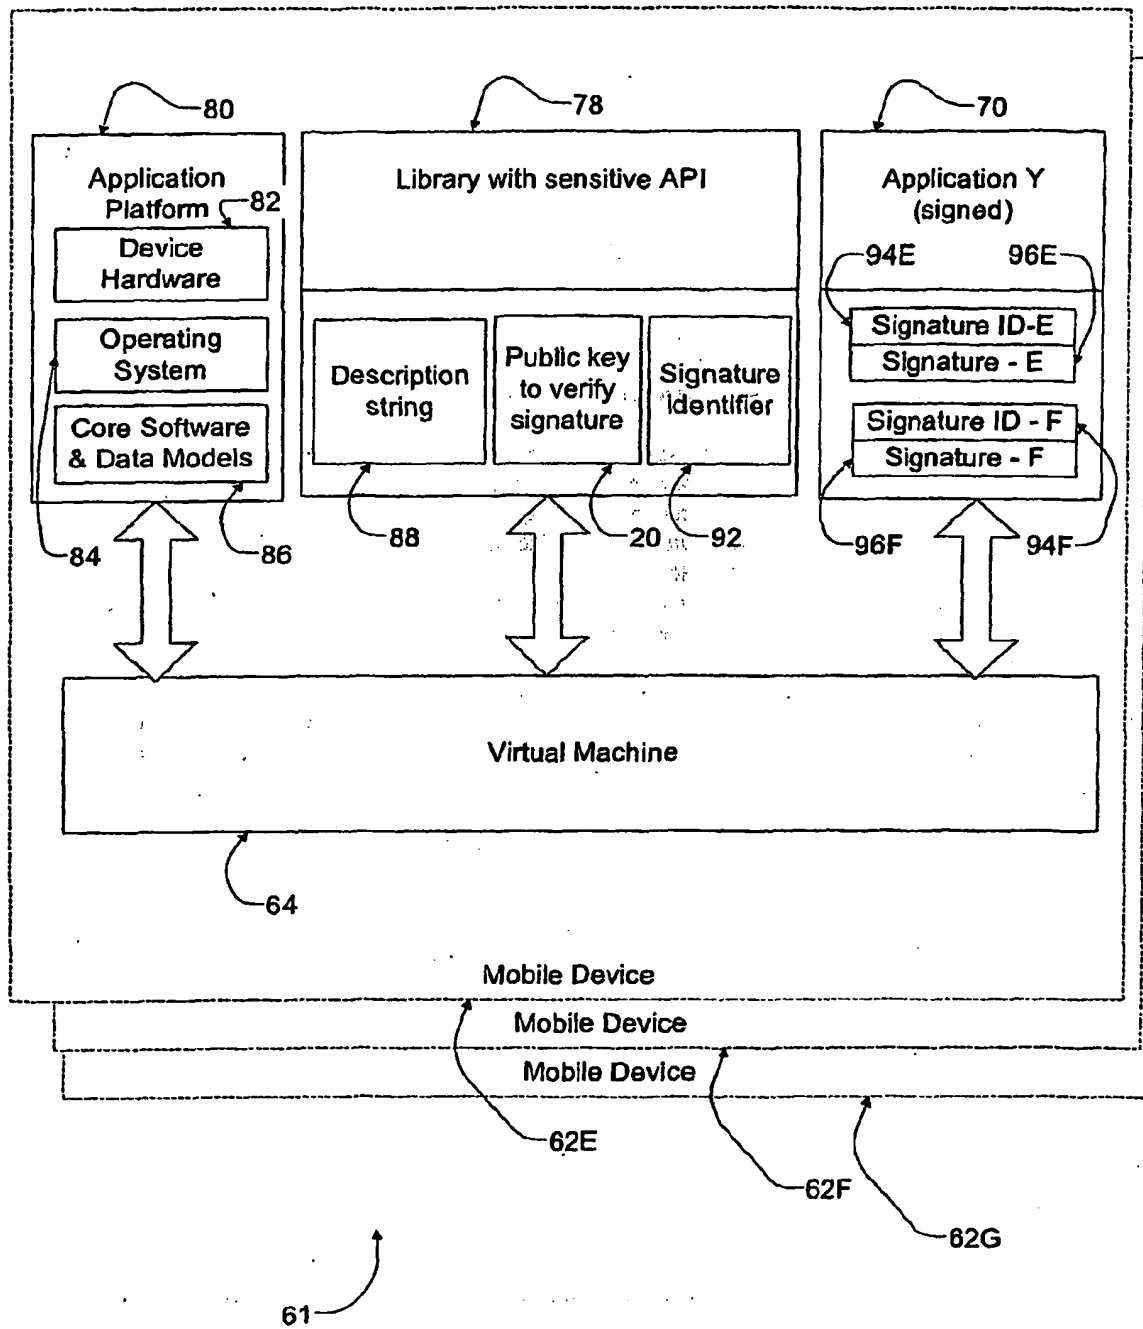 80
78
70
Application
Platform
82
Device
Hardware
Operating
System
Core Software
& Data Models
84
86
Library with sensitive API
Description
string
Public key
to verify
signature
Signature
identifier
88
20
92
Application Y
(signed)
94E
96E
Signature ID-E
Signature - E
Signature ID - F
Signature - F
96F
94F
Virtual Machine
64
Mobile Device
Mobile Device
Mobile Device
62E
62F
62G
61